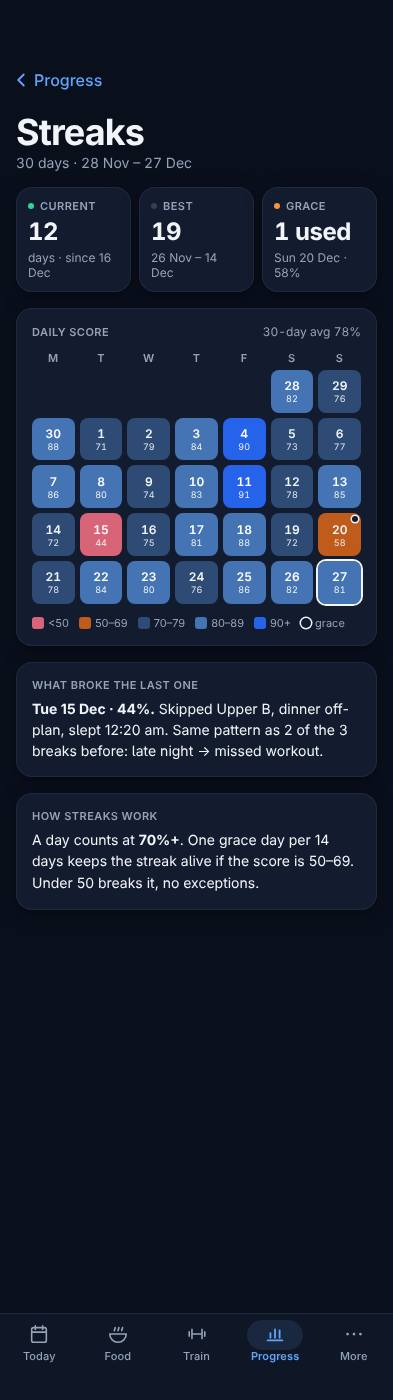 Progress
Streaks
30 days · 28 Nov – 27 Dec
CURRENT
12
days · since 16
Dec
BEST
19
26 Nov – 14
Dec
GRACE
1 used
Sun 20 Dec ·
58%
DAILY SCORE 30-day avg 78%
M T W T F S S
28 29
82 76
30 1 2 3 4 5 6
88 71 79 84 90 73 77
7 8 9 10 11 12 13
86 80 74 83 91 78 85
14 15 16 17 18 19 20
72 44 75 81 88 72 58
21 22 23 24 25 26 27
78 84 80 76 86 82 81
<50 50–69 70–79 80–89 90+ grace
WHAT BROKE THE LAST ONE
Tue 15 Dec · 44%. Skipped Upper B, dinner off-
plan, slept 12:20 am. Same pattern as 2 of the 3
breaks before: late night → missed workout.
HOW STREAKS WORK
A day counts at 70%+. One grace day per 14
days keeps the streak alive if the score is 50–69.
Under 50 breaks it, no exceptions.
Today Food Train Progress More